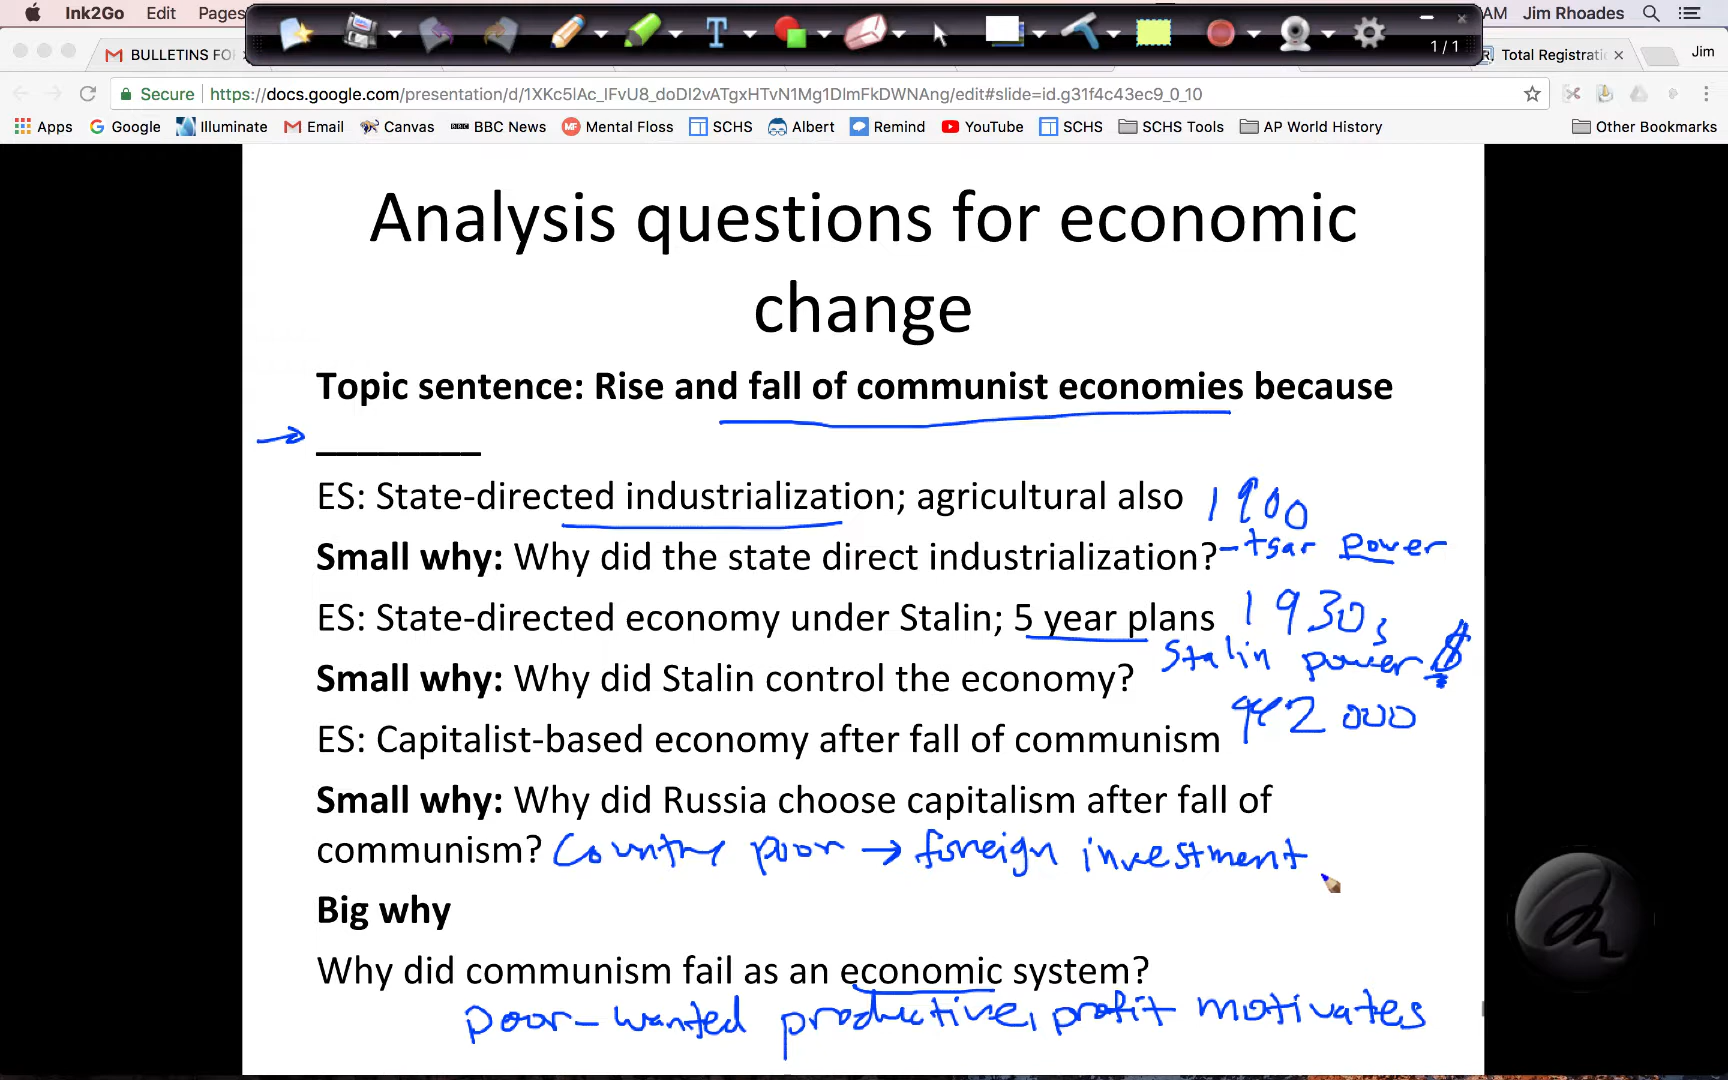 Ink2Go Edit Pages AM Jim Rhoades
1/1
BULLETINS FO Total Registrati Jim
Secure https://docs.google.com/presentation/d/1XKc5lAc_lFvU8_doDI2vATgxHTvN1Mg1DlmFkDWNAng/edit#slide=id.g31f4c43ec9_0_10
Apps Google Illuminate Email Canvas BBC News Mental Floss SCHS Albert Remind YouTube SCHS SCHS Tools AP World History Other Bookmarks
Analysis questions for economic
change
Topic sentence: Rise and fall of communist economies because
→ ________
ES: State-directed industrialization; agricultural also 1900
Small why: Why did the state direct industrialization? -tsar power
ES: State-directed economy under Stalin; 5 year plans 1930s
Stalin power $
Small why: Why did Stalin control the economy?
2000
ES: Capitalist-based economy after fall of communism
Small why: Why did Russia choose capitalism after fall of
communism? Country poor → foreign investment
Big why
Why did communism fail as an economic system?
poor-wanted productive, profit motivates